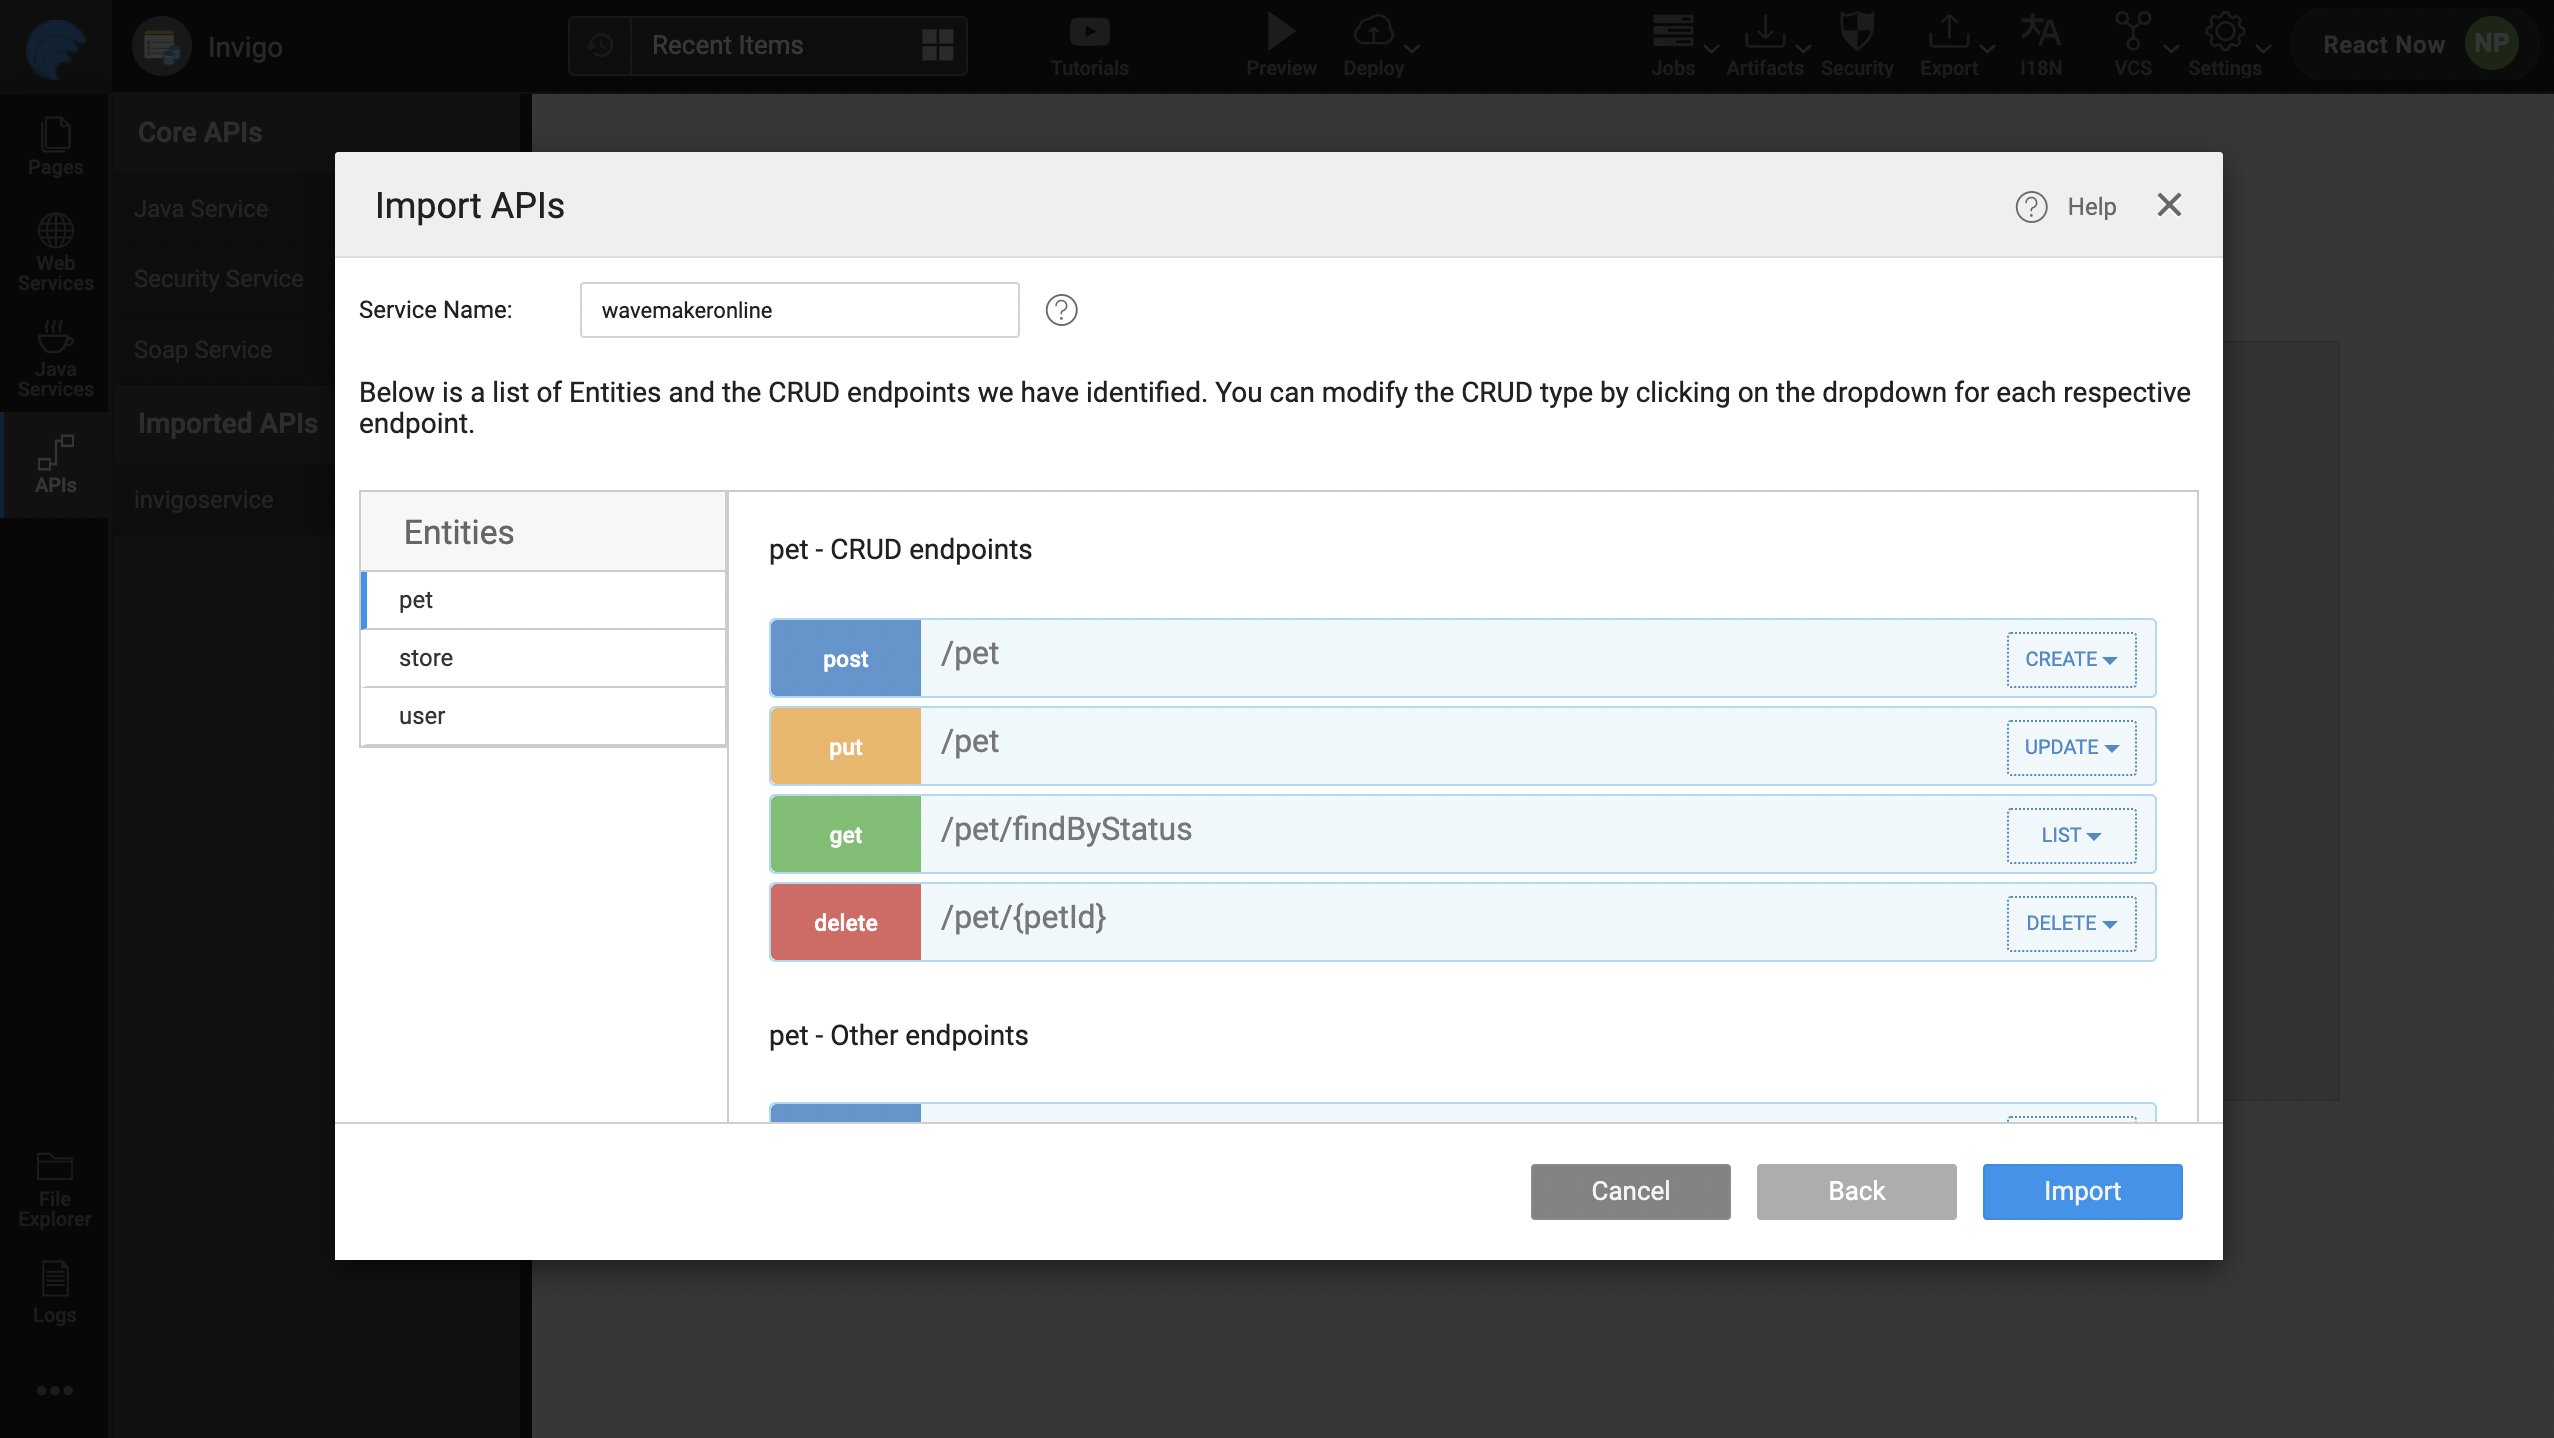 Invigo
Recent Items
Tutorials
Preview
Deploy
Jobs
Artifacts
Security
Export
I18N
VCS
Settings
React Now
NP
Pages
Web
Services
Java
Services
APIs
File
Explorer
Logs
Core APIs
Java Service
Security Service
Soap Service
Imported APIs
invigoservice
Import APIs
Help
Service Name:
wavemakeronline
Below is a list of Entities and the CRUD endpoints we have identified. You can modify the CRUD type by clicking on the dropdown for each respective
endpoint.
Entities
pet
store
user
pet - CRUD endpoints
post /pet CREATE
put /pet UPDATE
get /pet/findByStatus LIST
delete /pet/{petId} DELETE
pet - Other endpoints
Cancel
Back
Import